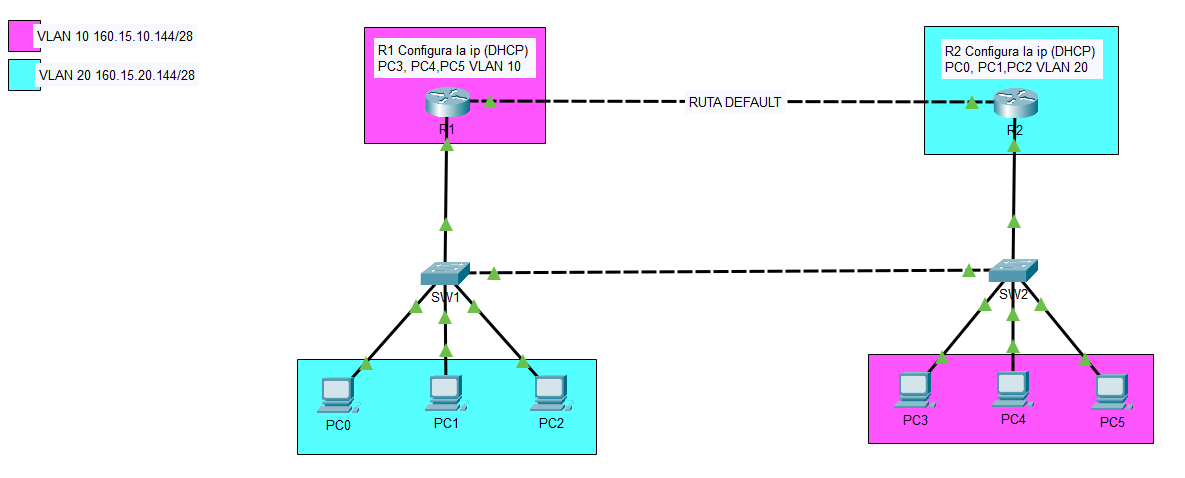 VLAN 10 160.15.10.144/28
VLAN 20 160.15.20.144/28
R1 Configura la ip (DHCP)
PC3, PC4,PC5 VLAN 10
R1
RUTA DEFAULT
R2 Configura la ip (DHCP)
PC0, PC1,PC2 VLAN 20
R2
SW1
SW2
PC0
PC1
PC2
PC3
PC4
PC5